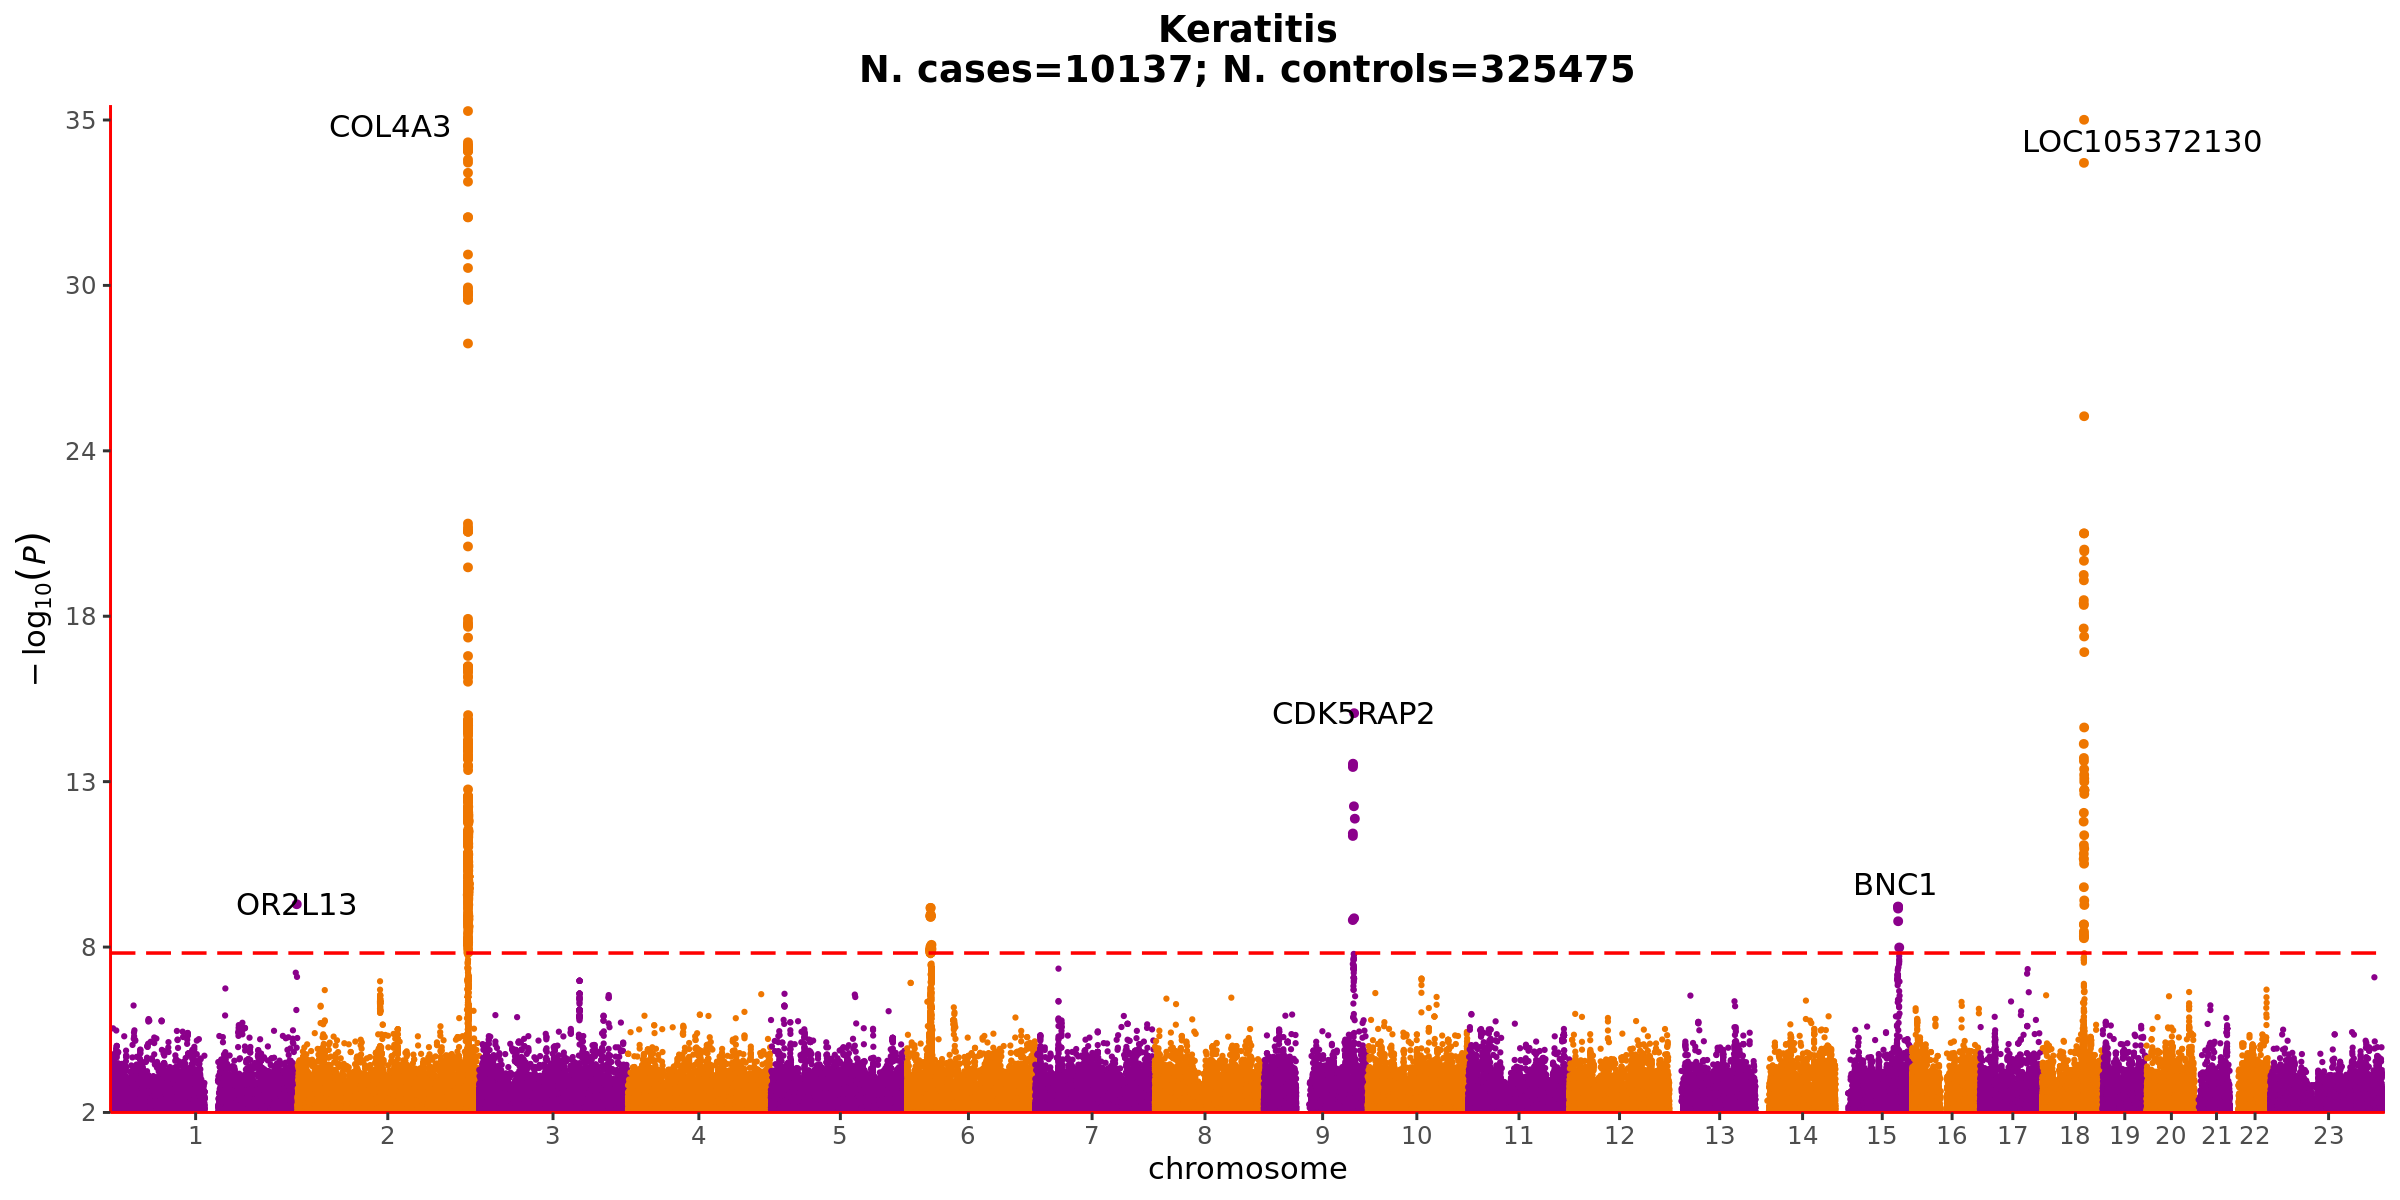 Keratitis
N. cases=10137; N. controls=325475
COL4A3
LOC105372130
CDK5RAP2
OR2L13
BNC1
35
30
24
18
13
8
2
− log10(P)
1 2 3 4 5 6 7 8 9 10 11 12 13 14 15 16 17 18 19 20 21 22 23
chromosome